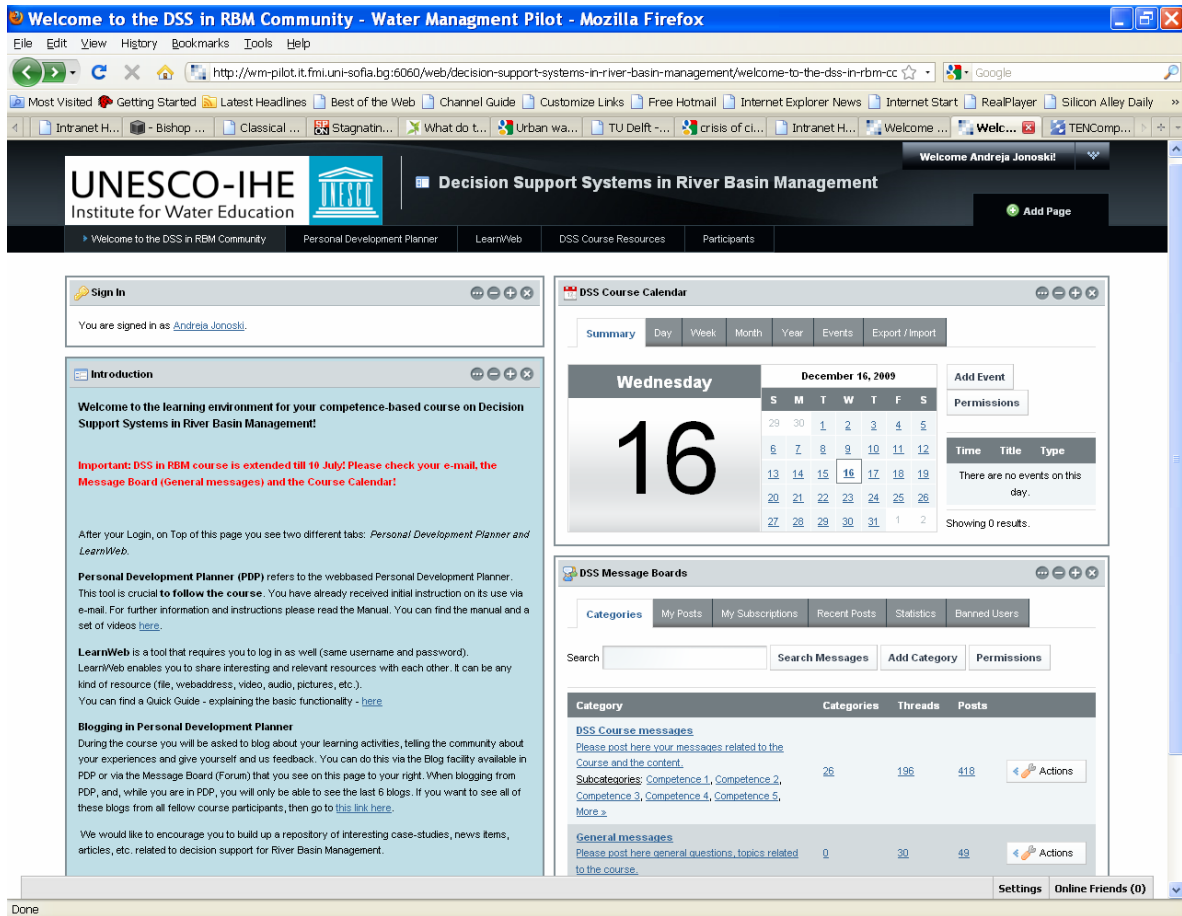 Welcome to the DSS in RBM Community - Water Managment Pilot - Mozilla Firefox
File Edit View History Bookmarks Tools Help
http://wm-pilot.it.fmi.uni-sofia.bg:6060/web/decision-support-systems-in-river-basin-management/welcome-to-the-dss-in-rbm-cc
Google
Most Visited Getting Started Latest Headlines Best of the Web Channel Guide Customize Links Free Hotmail Internet Explorer News Internet Start RealPlayer Silicon Alley Daily »
Intranet H... - Bishop ... Classical ... Stagnatin... What do t... Urban wa... TU Delft -... crisis of ci... Intranet H... Welcome ... Welc... TENComp...
Welcome Andreja Jonoski!
UNESCO-IHE
Institute for Water Education
UNESCO
Decision Support Systems in River Basin Management
Add Page
Welcome to the DSS in RBM Community Personal Development Planner LearnWeb DSS Course Resources Participants
Sign In
You are signed in as Andreja Jonoski.
Introduction
Welcome to the learning environment for your competence-based course on Decision
Support Systems in River Basin Management!
Important: DSS in RBM course is extended till 10 July! Please check your e-mail, the
Message Board (General messages) and the Course Calendar!
After your Login, on Top of this page you see two different tabs: Personal Development Planner and
LearnWeb.
Personal Development Planner (PDP) refers to the webbased Personal Development Planner.
This tool is crucial to follow the course. You have already received initial instruction on its use via
e-mail. For further information and instructions please read the Manual. You can find the manual and a
set of videos here.
LearnWeb is a tool that requires you to log in as well (same username and password).
LearnWeb enables you to share interesting and relevant resources with each other. It can be any
kind of resource (file, webaddress, video, audio, pictures, etc.).
You can find a Quick Guide - explaining the basic functionality - here
Blogging in Personal Development Planner
During the course you will be asked to blog about your learning activities, telling the community about
your experiences and give yourself and us feedback. You can do this via the Blog facility available in
PDP or via the Message Board (Forum) that you see on this page to your right. When blogging from
PDP, and, while you are in PDP, you will only be able to see the last 6 blogs. If you want to see all of
these blogs from all fellow course participants, then go to this link here.
We would like to encourage you to build up a repository of interesting case-studies, news items,
articles, etc. related to decision support for River Basin Management.
DSS Course Calendar
Summary Day Week Month Year Events Export / Import
Wednesday
16
December 16, 2009
S M T W T F S
29 30 1 2 3 4 5
6 7 8 9 10 11 12
13 14 15 16 17 18 19
20 21 22 23 24 25 26
27 28 29 30 31 1 2
Add Event
Permissions
Time Title Type
There are no events on this
day.
Showing 0 results.
DSS Message Boards
Categories My Posts My Subscriptions Recent Posts Statistics Banned Users
Search Search Messages Add Category Permissions
Category Categories Threads Posts
DSS Course messages
Please post here your messages related to the
Course and the content.
Subcategories: Competence 1, Competence 2,
Competence 3, Competence 4, Competence 5,
More »
26 196 418 Actions
General messages
Please post here general questions, topics related
to the course.
0 30 49 Actions
Settings Online Friends (0)
Done